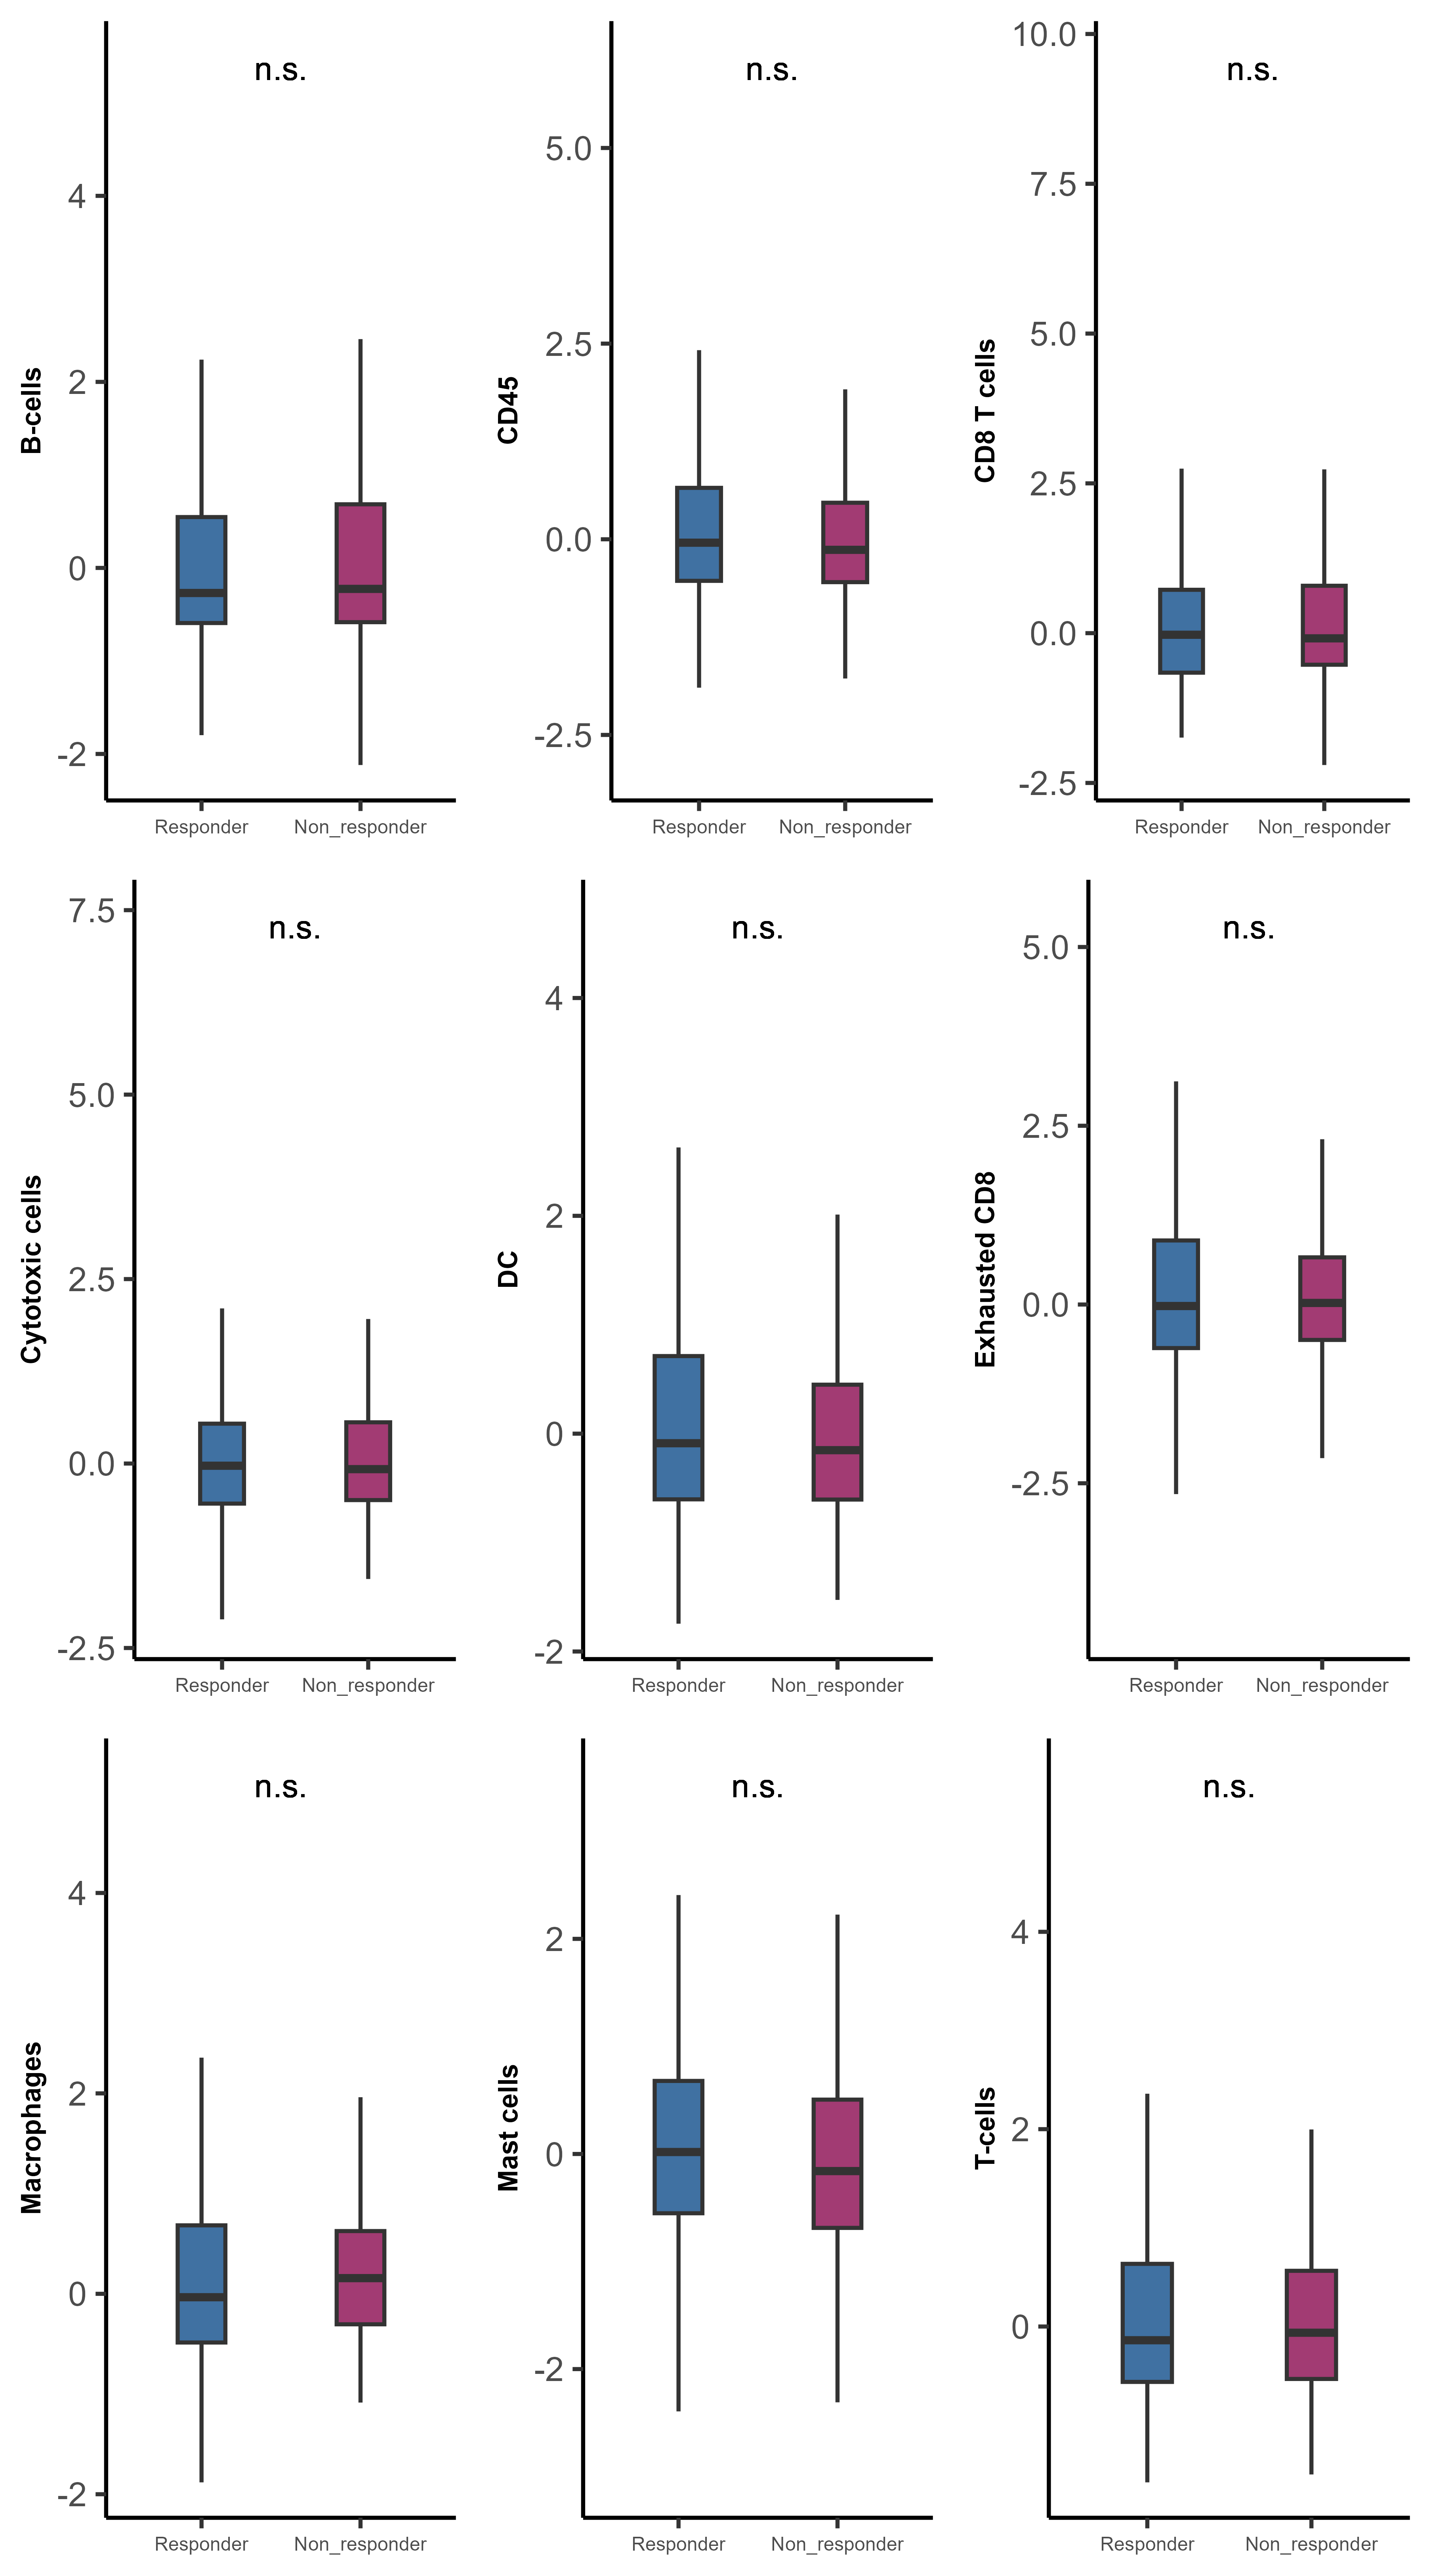 n.s.
4
2
0
-2
B-cells
Responder
Non_responder
n.s.
5.0
2.5
0.0
-2.5
CD45
Responder
Non_responder
n.s.
10.0
7.5
5.0
2.5
0.0
-2.5
CD8 T cells
Responder
Non_responder
n.s.
7.5
5.0
2.5
0.0
-2.5
Cytotoxic cells
Responder
Non_responder
n.s.
4
2
0
-2
DC
Responder
Non_responder
n.s.
5.0
2.5
0.0
-2.5
Exhausted CD8
Responder
Non_responder
n.s.
4
2
0
-2
Macrophages
Responder
Non_responder
n.s.
2
0
-2
Mast cells
Responder
Non_responder
n.s.
4
2
0
T-cells
Responder
Non_responder